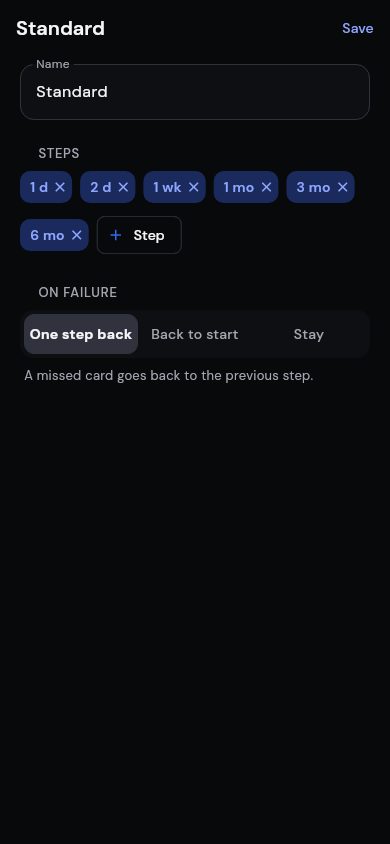 Standard
Save
Name
Standard
STEPS
1 d
2 d
1 wk
1 mo
3 mo
6 mo
Step
ON FAILURE
One step back
Back to start
Stay
A missed card goes back to the previous step.